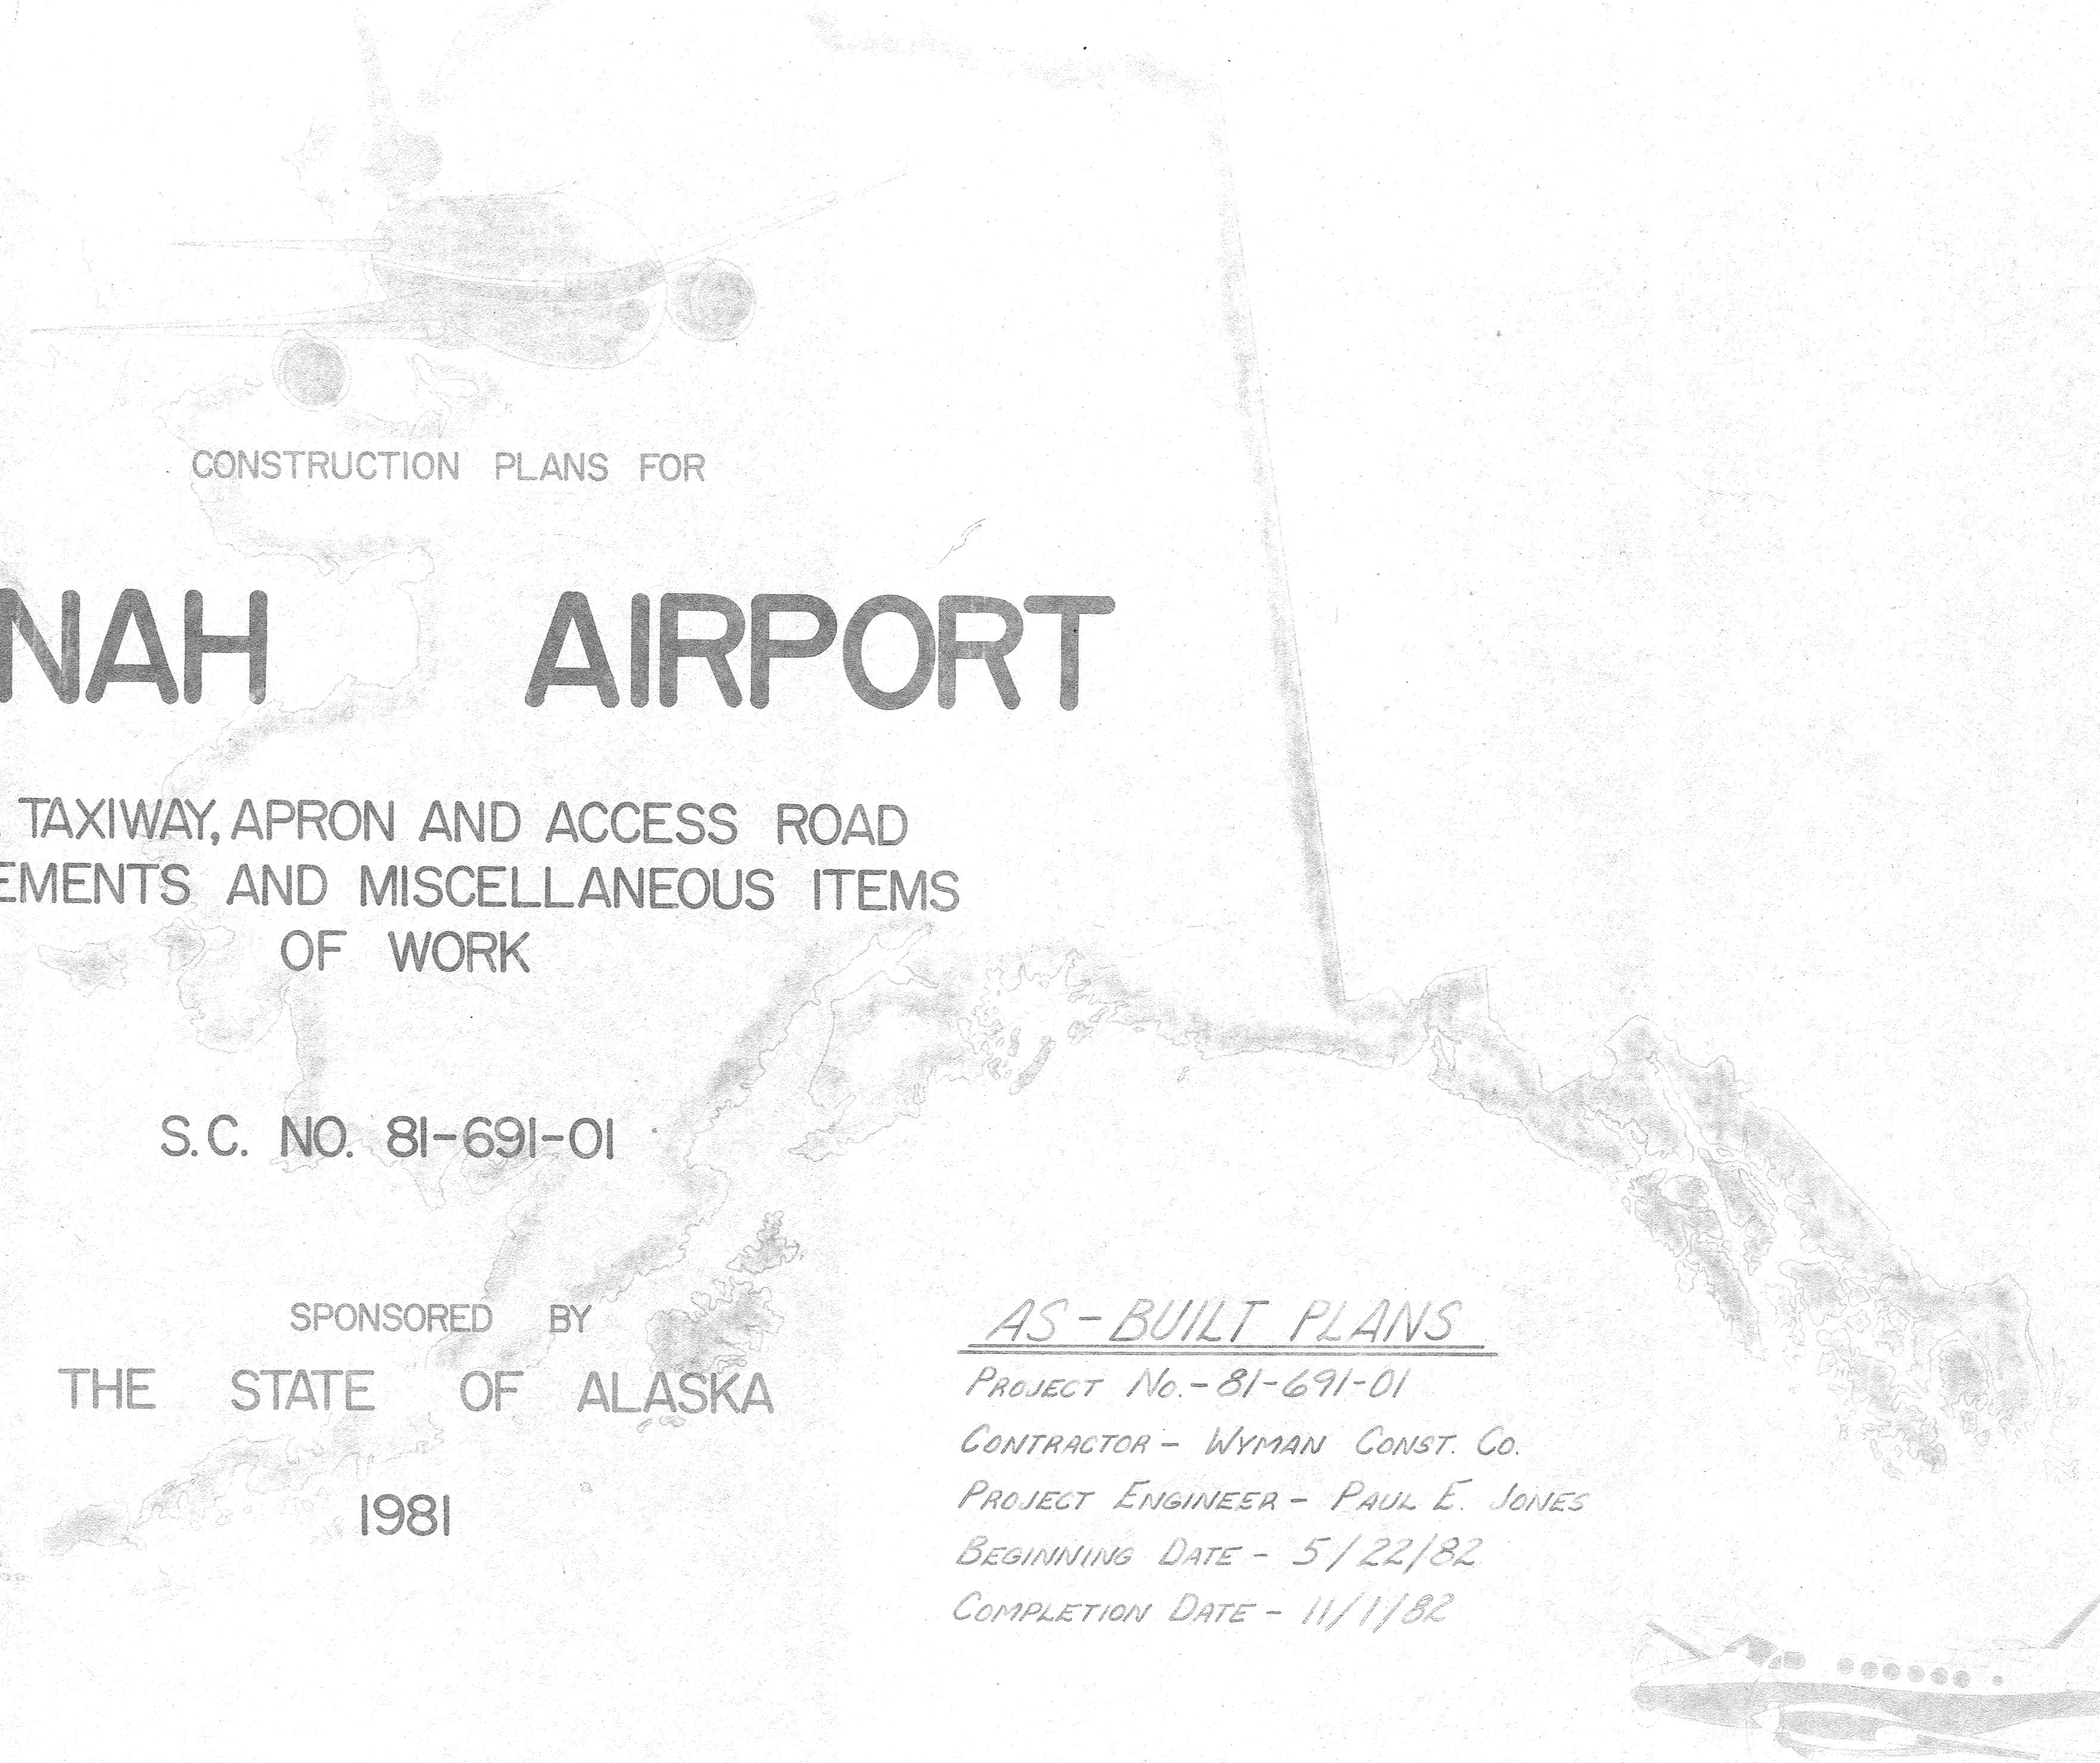 CONSTRUCTION PLANS FOR
NAH AIRPORT
TAXIWAY, APRON AND ACCESS ROAD
EMENTS AND MISCELLANEOUS ITEMS
OF WORK
S.C. NO. 81-691-01
SPONSORED BY
THE STATE OF ALASKA
1981
AS-BUILT PLANS
PROJECT NO.-81-691-01
CONTRACTOR- WYMAN CONST. CO.
PROJECT ENGINEER- PAUL E. JONES
BEGINNING DATE - 5/22/82
COMPLETION DATE - 11/1/82